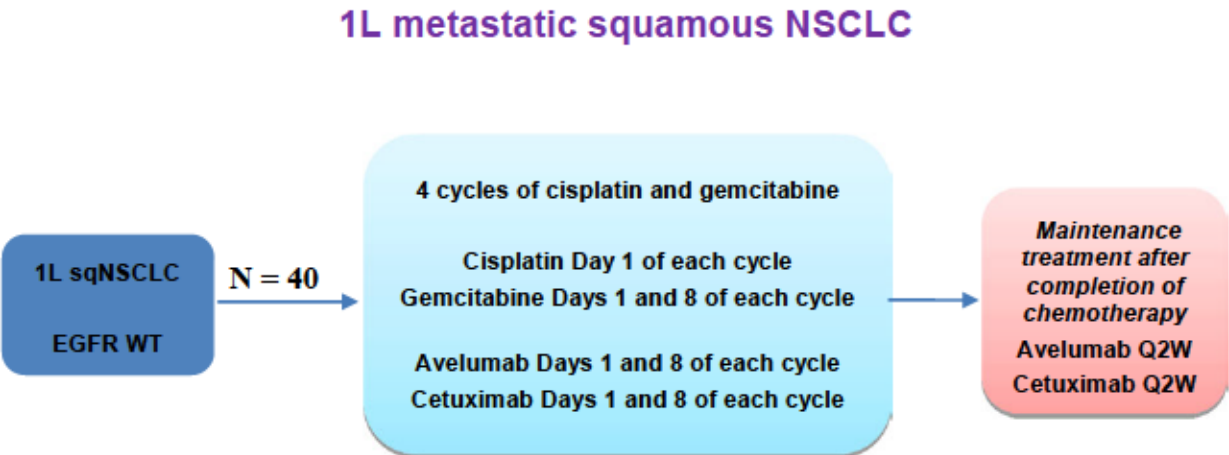 1L metastatic squamous NSCLC
1L sqNSCLC
EGFR WT
N = 40
4 cycles of cisplatin and gemcitabine
Cisplatin Day 1 of each cycle
Gemcitabine Days 1 and 8 of each cycle
Avelumab Days 1 and 8 of each cycle
Cetuximab Days 1 and 8 of each cycle
Maintenance
treatment after
completion of
chemotherapy
Avelumab Q2W
Cetuximab Q2W